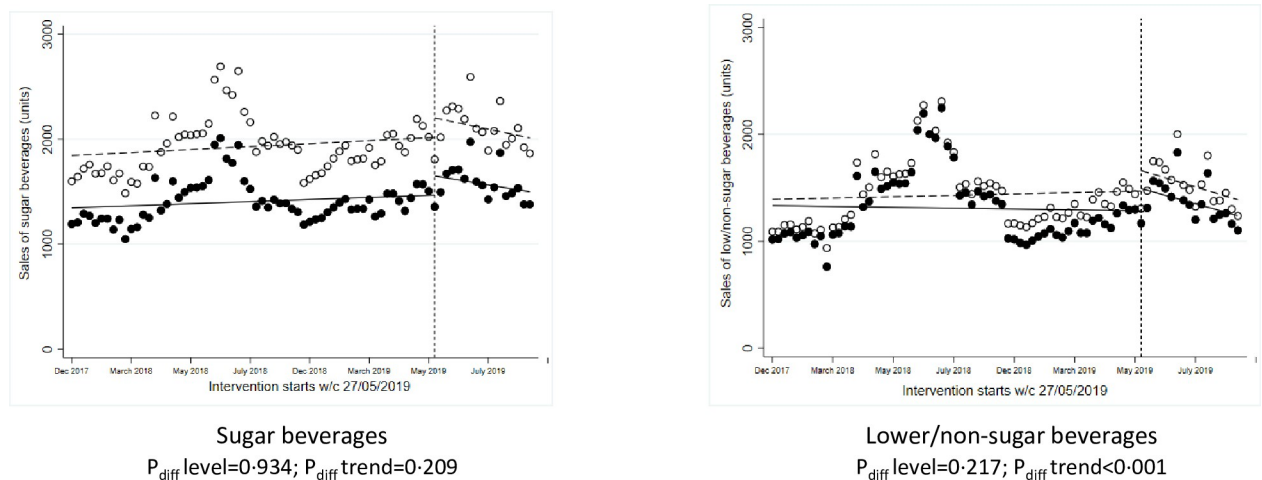 Sales of sugar beverages (units)
3000
2000
1000
0
Dec 2017 March 2018 May 2018 July 2018 Dec 2018 March 2019 May 2019 July 2019
Intervention starts w/c 27/05/2019
Sugar beverages
Pdiff level=0·934; Pdiff trend=0·209
Sales of low/non-sugar beverages (units)
3000
2000
1000
0
Dec 2017 March 2018 May 2018 July 2018 Dec 2018 March 2019 May 2019 July 2019
Intervention starts w/c 27/05/2019
Lower/non-sugar beverages
Pdiff level=0·217; Pdiff trend<0·001